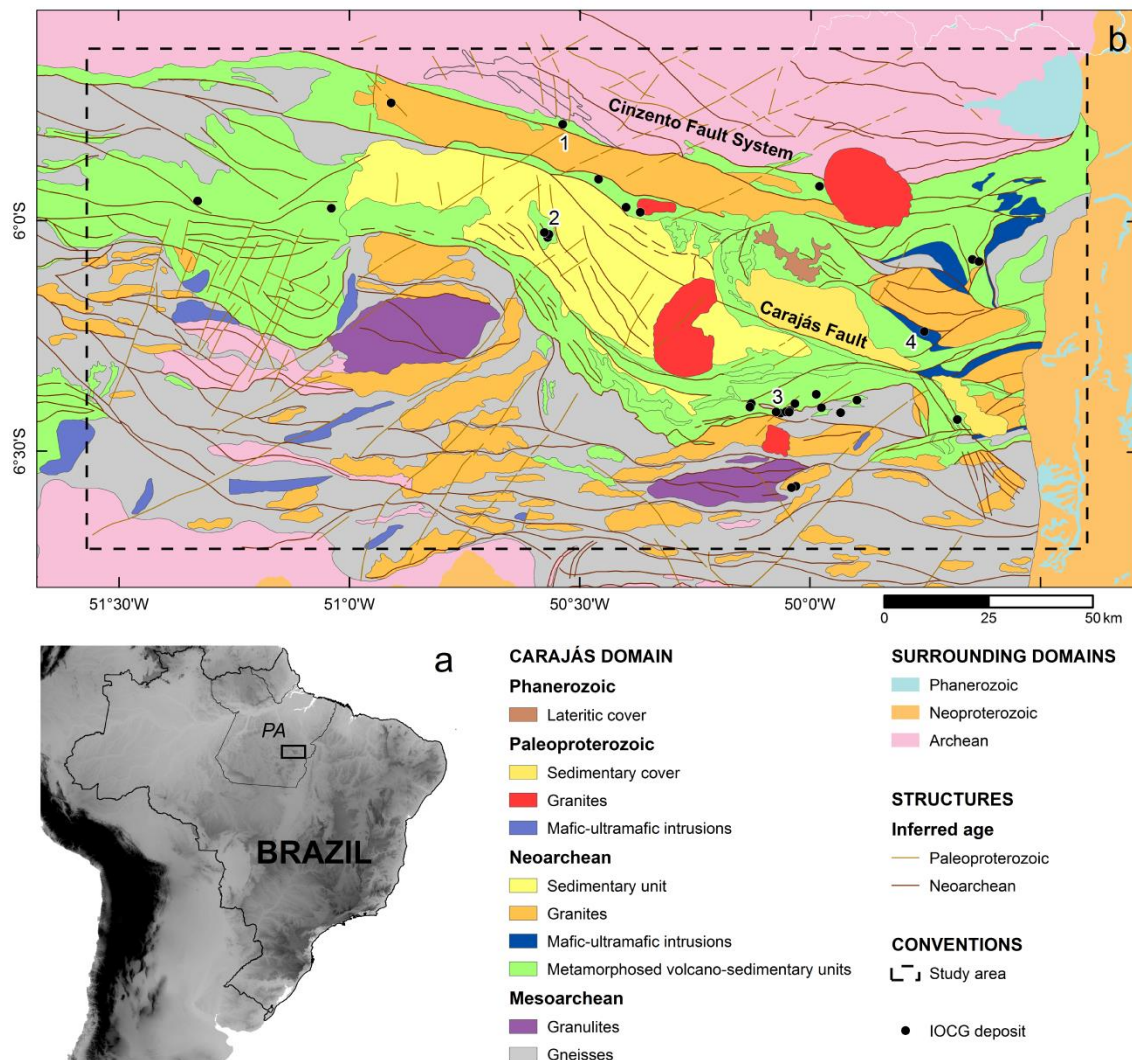 b
Cinzento Fault System
1
2
Carajás Fault
4
3
6°0'S
6°30'S
51°30'W
51°0'W
50°30'W
50°0'W
0
25
50 km
a
PA
BRAZIL
CARAJÁS DOMAIN
Phanerozoic
Lateritic cover
Paleoproterozoic
Sedimentary cover
Granites
Mafic-ultramafic intrusions
Neoarchean
Sedimentary unit
Granites
Mafic-ultramafic intrusions
Metamorphosed volcano-sedimentary units
Mesoarchean
Granulites
Gneisses
SURROUNDING DOMAINS
Phanerozoic
Neoproterozoic
Archean
STRUCTURES
Inferred age
Paleoproterozoic
Neoarchean
CONVENTIONS
Study area
IOCG deposit